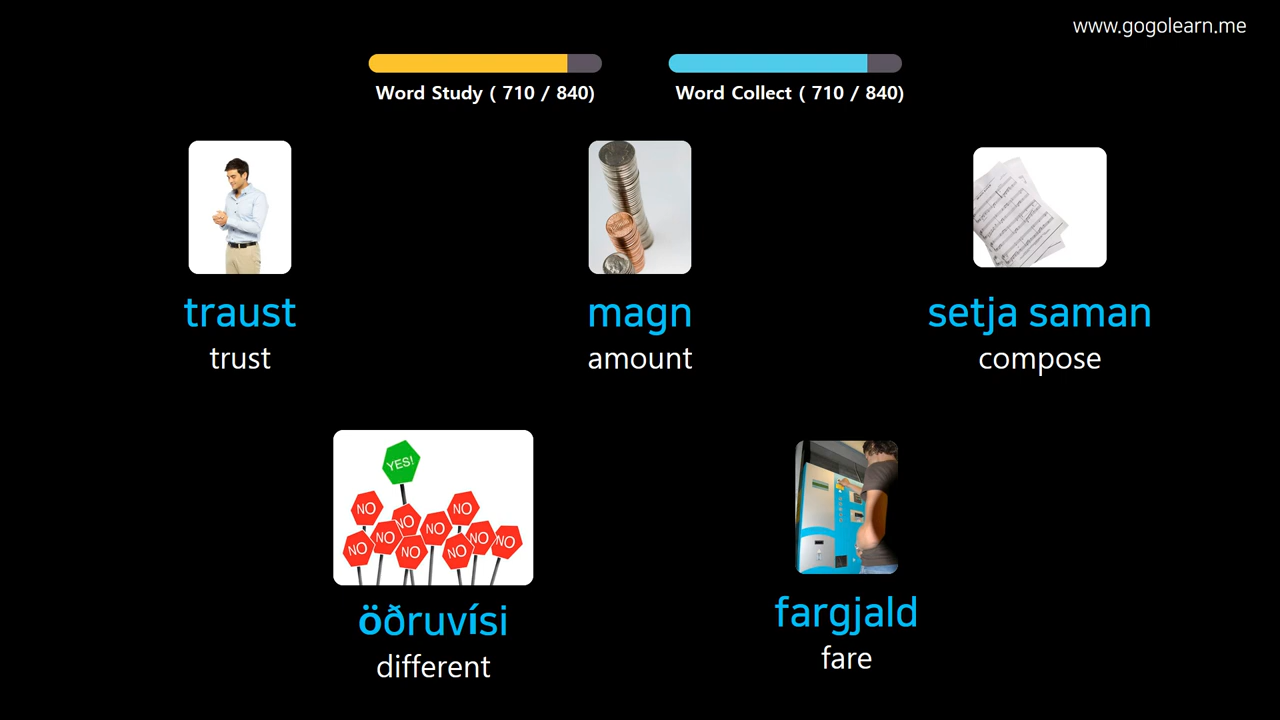 www.gogolearn.me
Word Study ( 710 / 840)
Word Collect ( 710 / 840)
traust
trust
magn
amount
setja saman
compose
YES!
NO
NO
NO
NO
NO
NO
NO
NO
NO
NO
öðruvísi
different
fargjald
fare